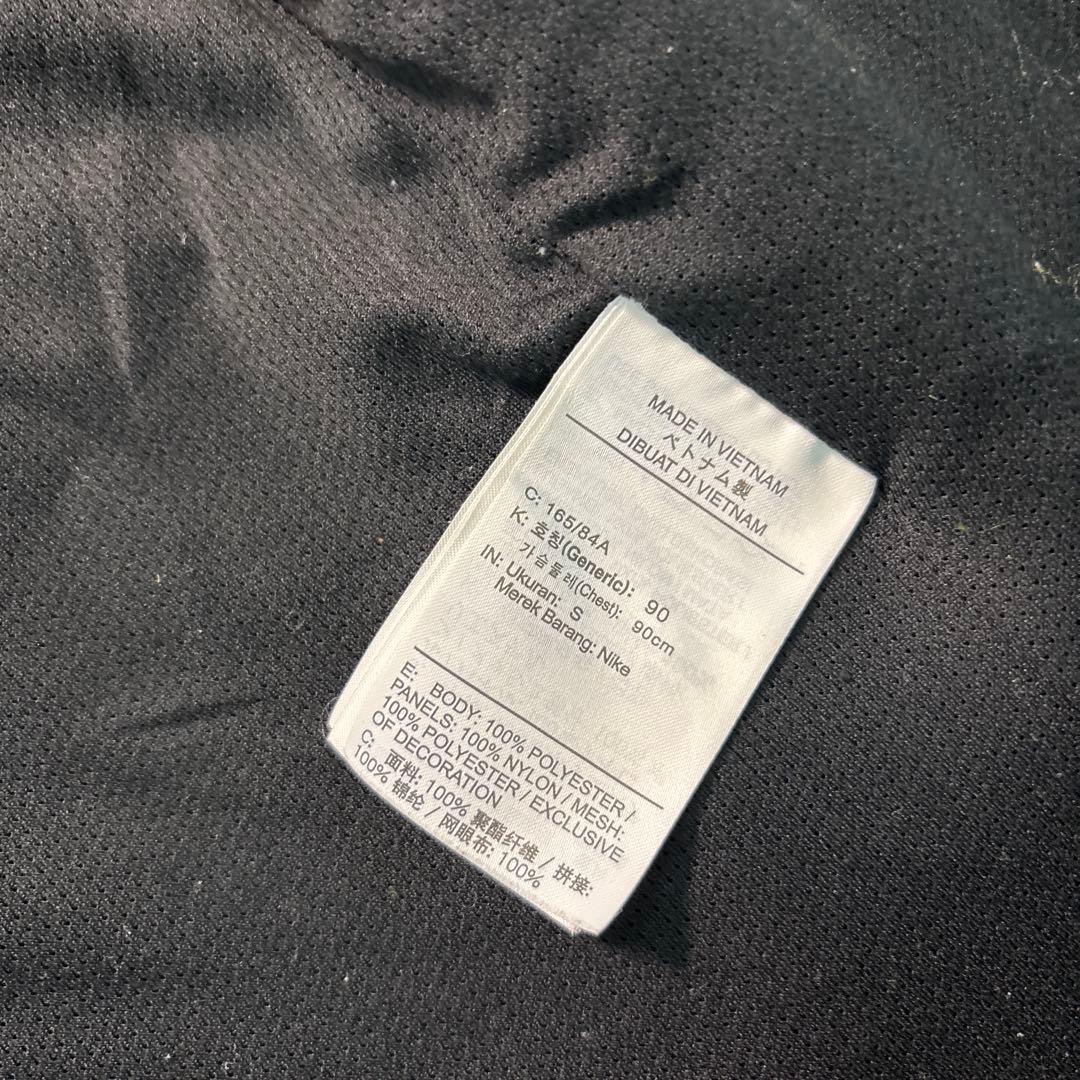 MADE IN VIETNAM
ベトナム製
DIBUAT DI VIETNAM
C: 165/84A
K: 호칭(Generic): 90
가슴둘레(Chest): 90cm
IN: Ukuran: S
Merek Barang: Nike
E: BODY: 100% POLYESTER /
PANELS: 100% NYLON / MESH:
100% POLYESTER / EXCLUSIVE
OF DECORATION
C: 面料: 100% 聚酯纤维 / 拼接:
100% 锦纶 / 网眼布: 100%